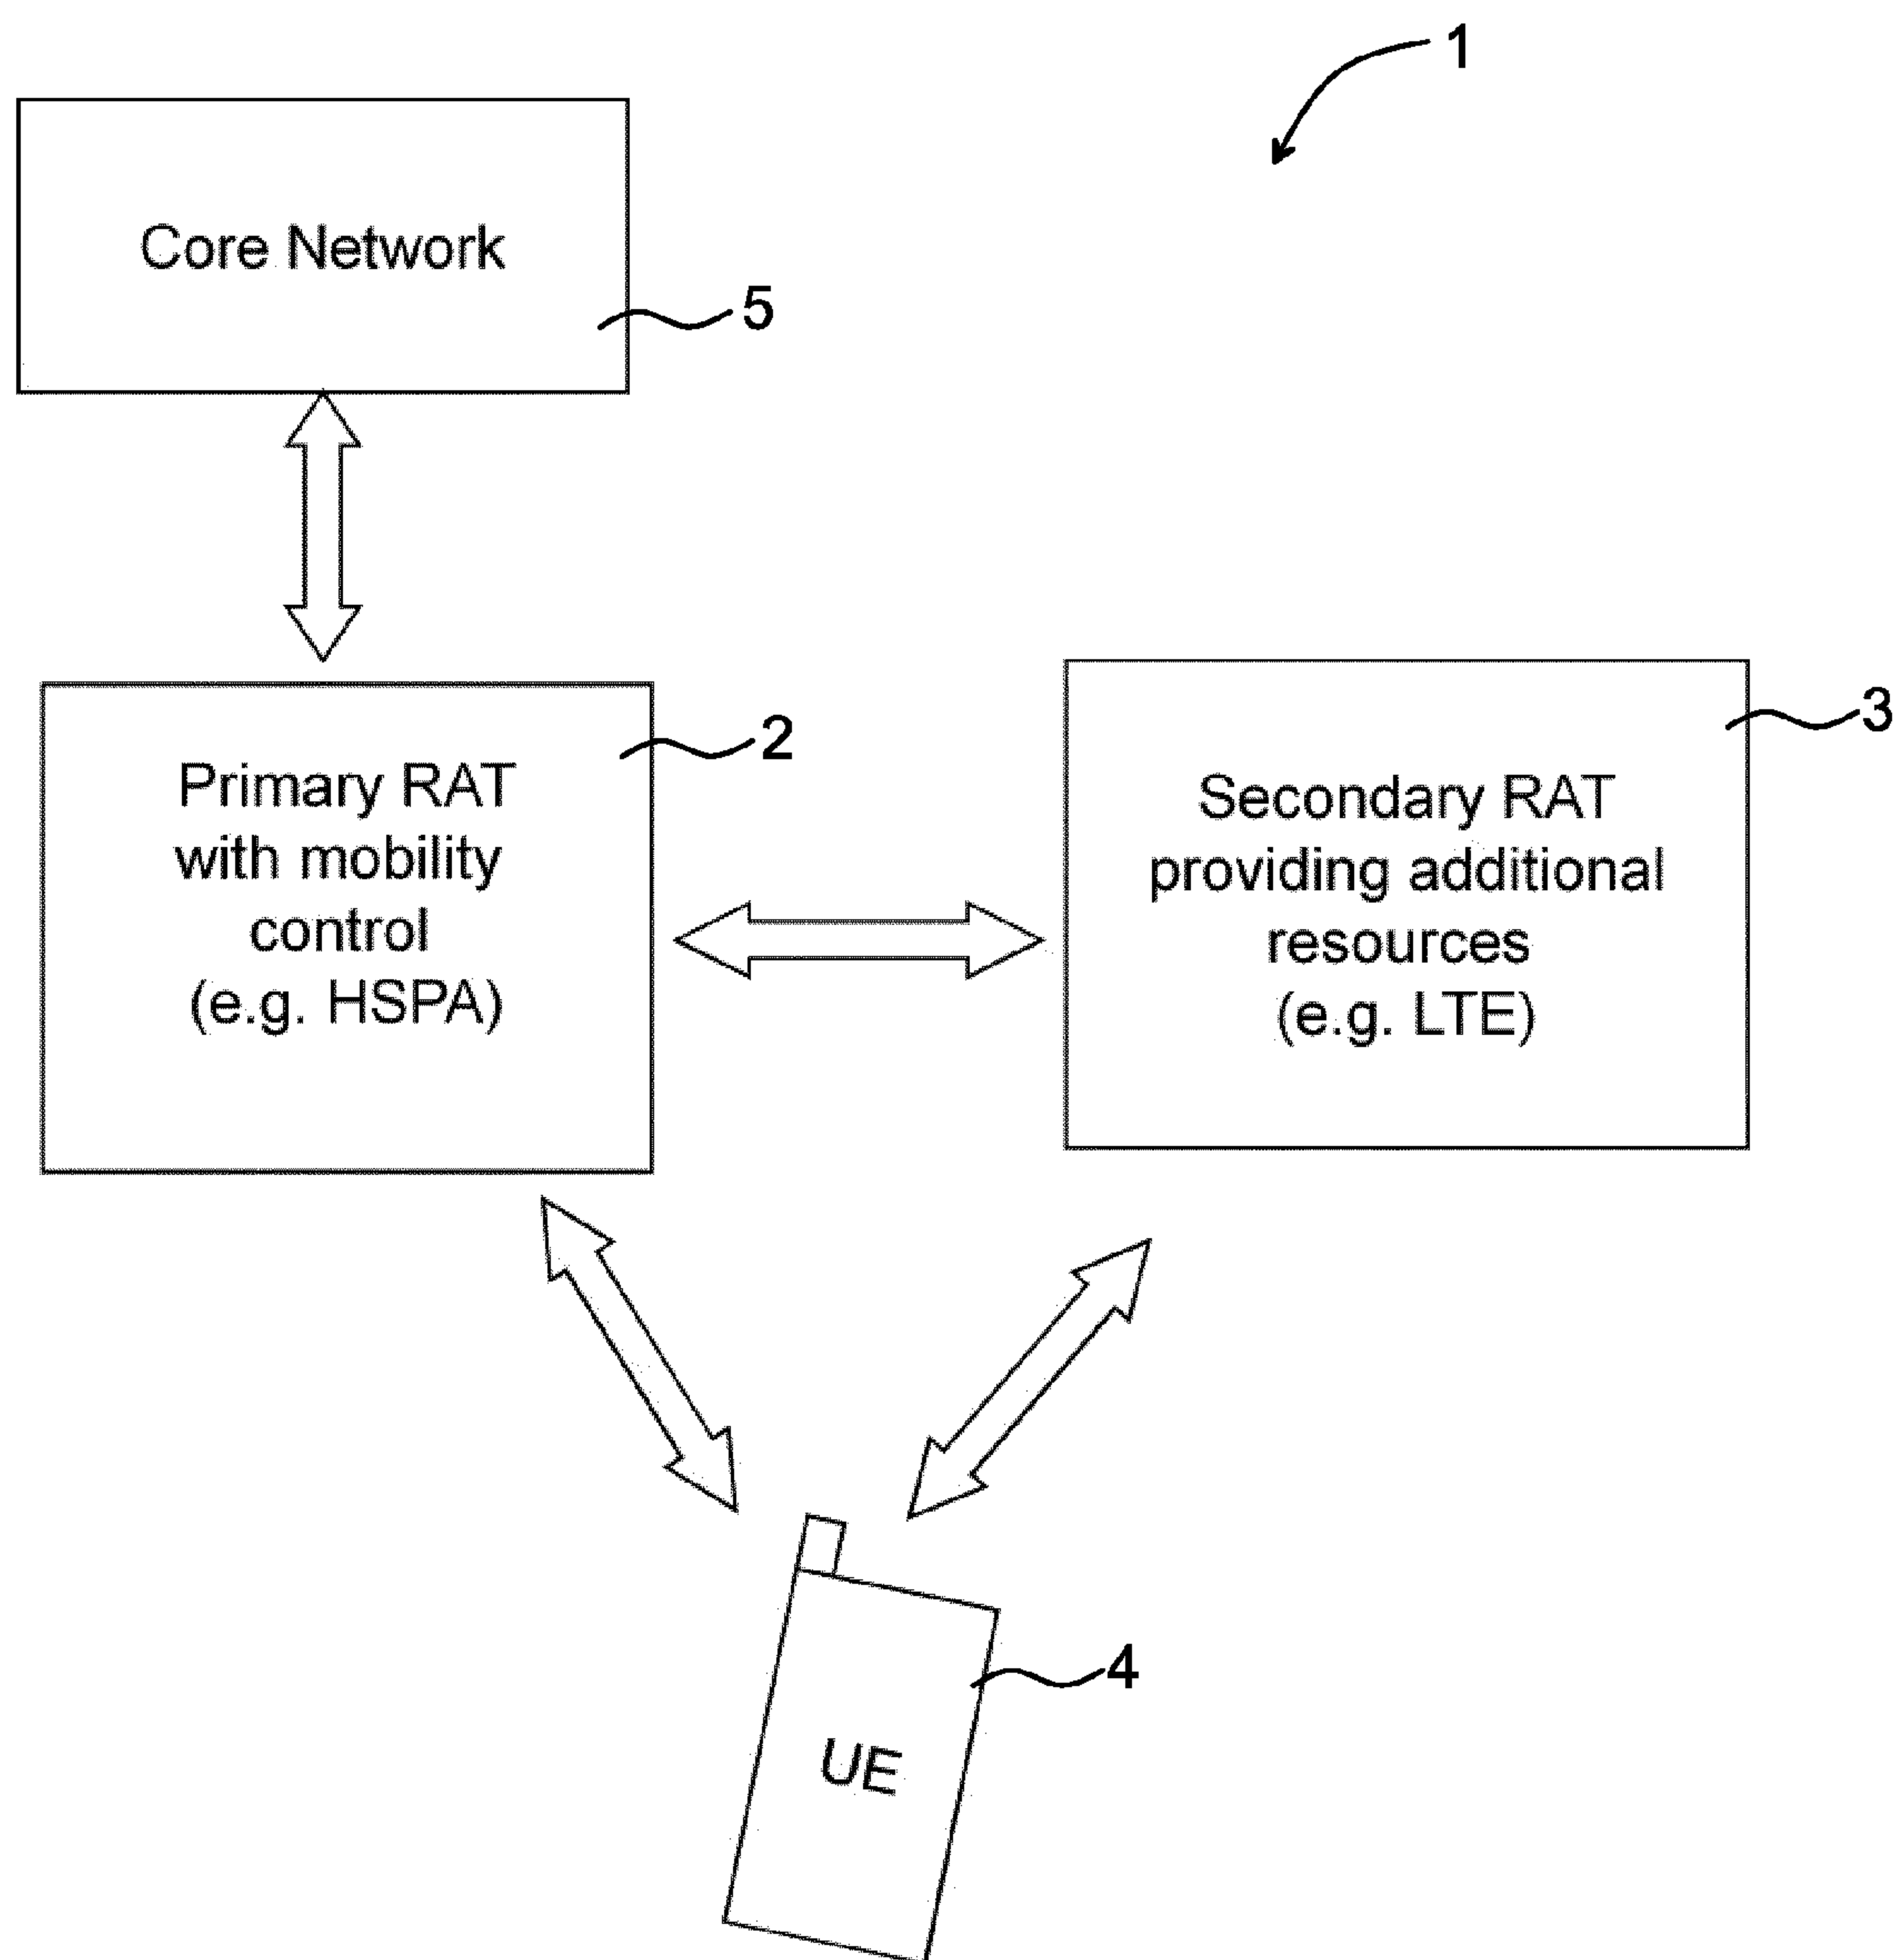 1
Core Network
5
2
Primary RAT
with mobility
control
(e.g. HSPA)
3
Secondary RAT
providing additional
resources
(e.g. LTE)
4
UE